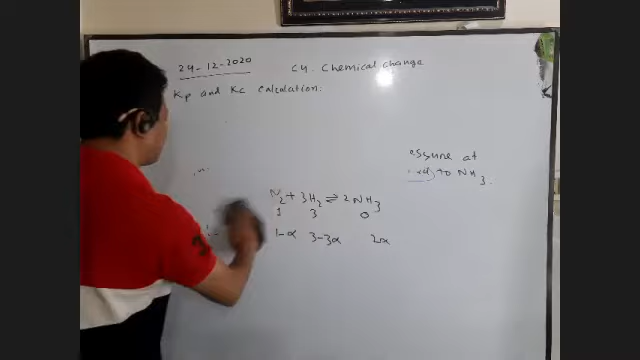 24-12-2020 C4. Chemical change
Kp and Kc calculation:
assume at
to NH3.
N2 + 3H2 ⇌ 2NH3
1 3 0
1-α 3-3α 2α